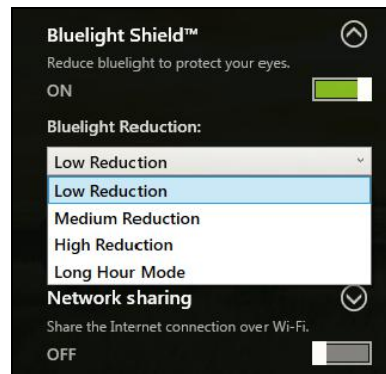 Bluelight Shield™
Reduce bluelight to protect your eyes.
ON
Bluelight Reduction:
Low Reduction
Low Reduction
Medium Reduction
High Reduction
Long Hour Mode
Network sharing
Share the Internet connection over Wi-Fi.
OFF